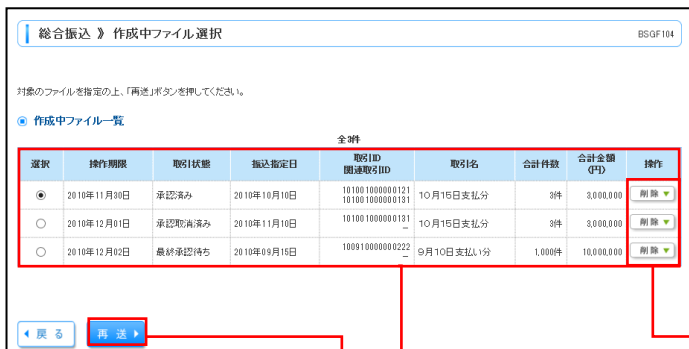 総合振込 》 作成中ファイル選択
BSGF104
対象のファイルを指定の上、「再送」ボタンを押してください。
作成中ファイル一覧
全3件
選択 操作期限 取引状態 振込指定日 取引ID 関連取引ID 取引名 合計件数 合計金額(円) 操作
2010年11月30日 承認済み 2010年10月10日 101001000000121 101001000000131 10月15日支払分 3件 3,000,000 削除▼
2010年12月01日 承認取消済み 2010年11月10日 101001000000131 － 10月15日支払分 3件 3,000,000 削除▼
2010年12月02日 最終承認待ち 2010年09月15日 100910000000222 － 9月10日支払い分 1,000件 10,000,000 削除▼
戻る 再送